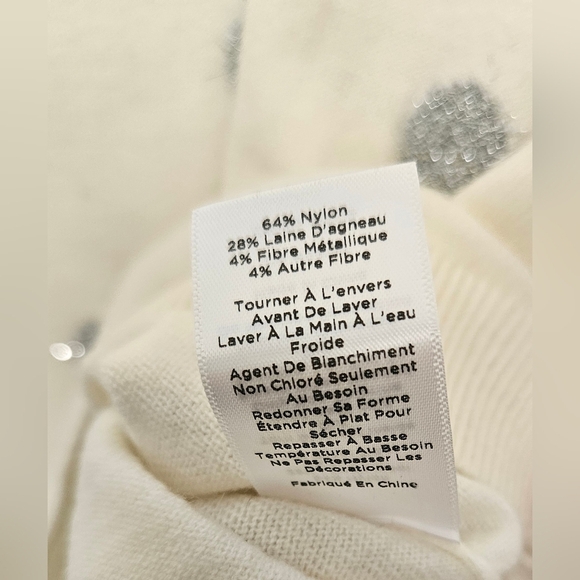 64% Nylon
28% Laine D'agneau
4% Fibre Métallique
4% Autre Fibre
Tourner À L'envers
Avant De Laver
Laver À La Main À L'eau
Froide
Agent De Blanchiment
Non Chloré Seulement
Au Besoin
Redonner Sa Forme
Étendre À Plat Pour
Sécher
Repasser À Basse
Température Au Besoin
Ne Pas Repasser Les
Décorations
Fabriqué En Chine